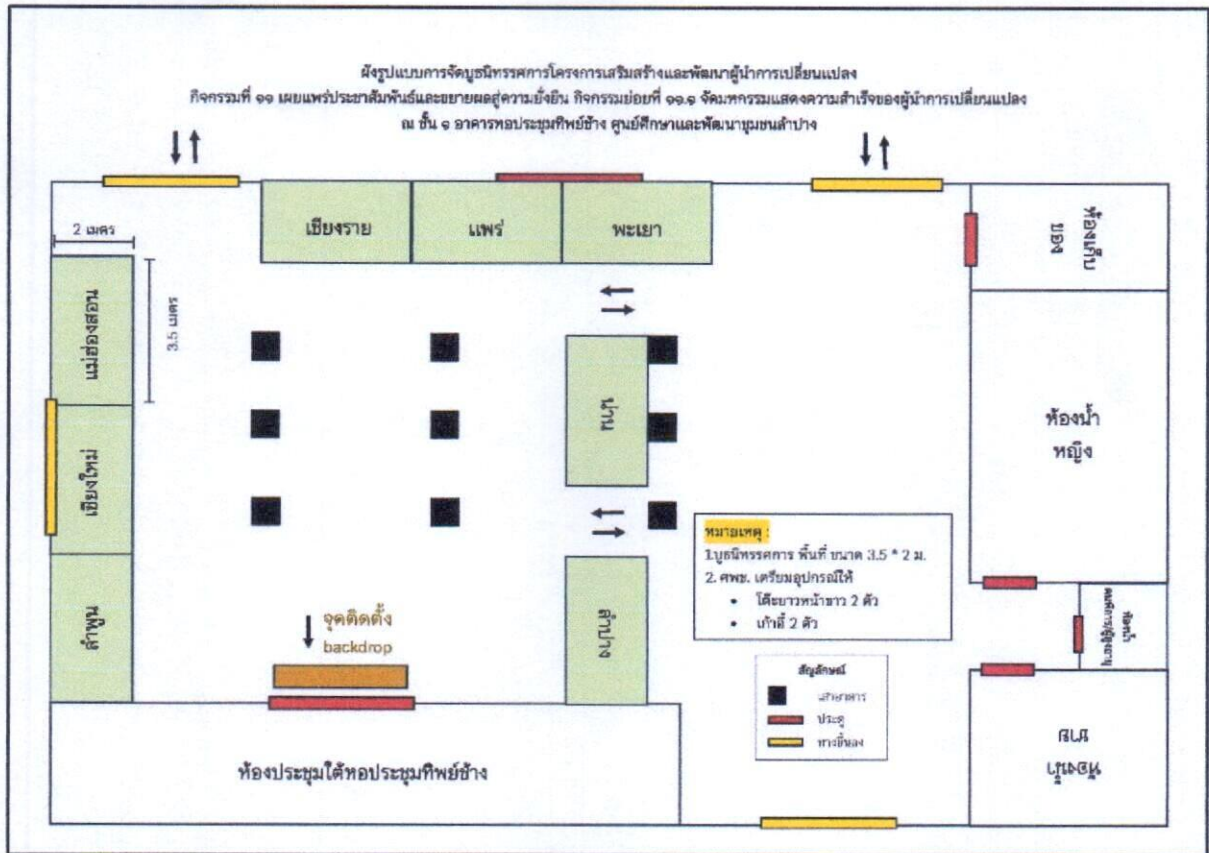 ผังรูปแบบการจัดบูธนิทรรศการโครงการเสริมสร้างและพัฒนาผู้นำการเปลี่ยนแปลง
กิจกรรมที่ ๑๑ เผยแพร่ประชาสัมพันธ์และขยายผลสู่ความยั่งยืน กิจกรรมย่อยที่ ๑๑.๑ จัดมหกรรมแสดงความสำเร็จของผู้นำการเปลี่ยนแปลง
ณ ชั้น ๑ อาคารหอประชุมทิพย์ช้าง ศูนย์ศึกษาและพัฒนาชุมชนลำปาง
เชียงราย
แพร่
พะเยา
ห้องเก็บ
ของ
2 เมตร
3.5 เมตร
แม่ฮ่องสอน
เชียงใหม่
ลำพูน
น่าน
ลำปาง
ห้องน้ำ
หญิง
หมายเหตุ :
1.บูธนิทรรศการ พื้นที่ ขนาด 3.5 * 2 ม.
2. ศพช. เตรียมอุปกรณ์ให้
• โต๊ะยาวหน้าขาว 2 ตัว
• เก้าอี้ 2 ตัว
จุดติดตั้ง
backdrop
สัญลักษณ์
เสาอาคาร
ประตู
ทางขึ้นลง
ห้องน้ำ
ห้องน้ำ
ชาย
ห้องประชุมใต้หอประชุมทิพย์ช้าง